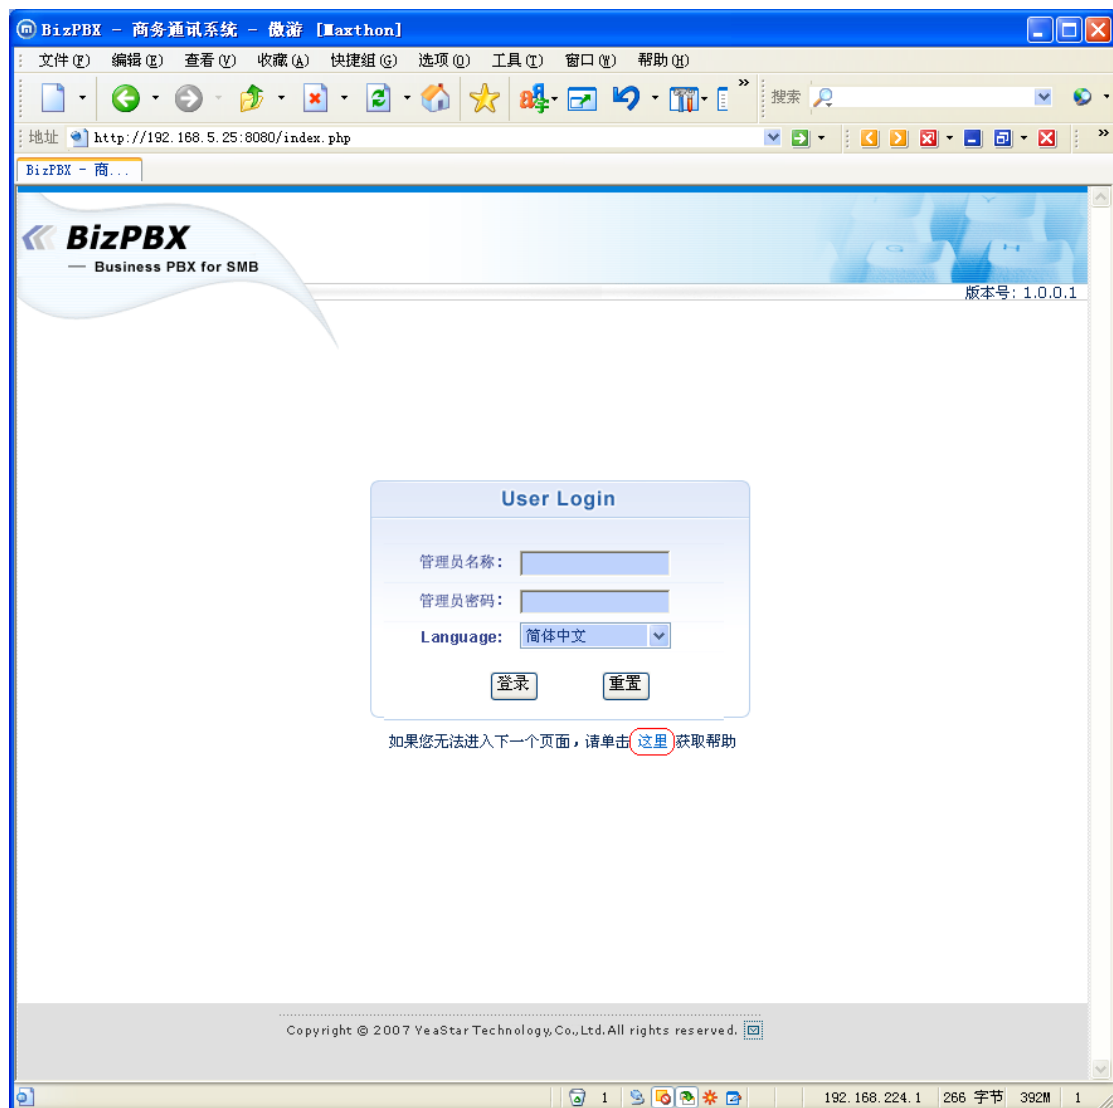 BizPBX - 商务通讯系统 - 傲游 [Maxthon]
文件(F) 编辑(E) 查看(V) 收藏(A) 快捷组(G) 选项(O) 工具(T) 窗口(W) 帮助(H)
搜索
地址 http://192.168.5.25:8080/index.php
BizPBX - 商...
BizPBX
— Business PBX for SMB
版本号: 1.0.0.1
User Login
管理员名称:
管理员密码:
Language: 简体中文
登录 重置
如果您无法进入下一个页面，请单击 这里 获取帮助
Copyright © 2007 YeaStar Technology,Co.,Ltd.All rights reserved.
1 192.168.224.1 266 字节 392M 1